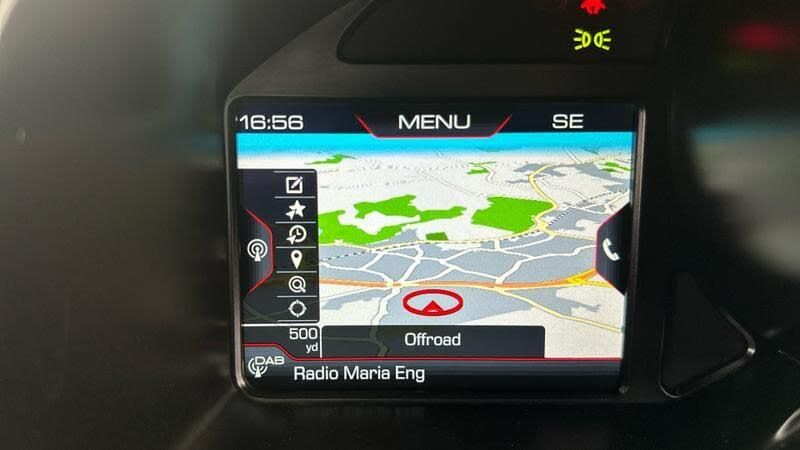 16:56 MENU SE
500
yd
Offroad
DAB
Radio Maria Eng